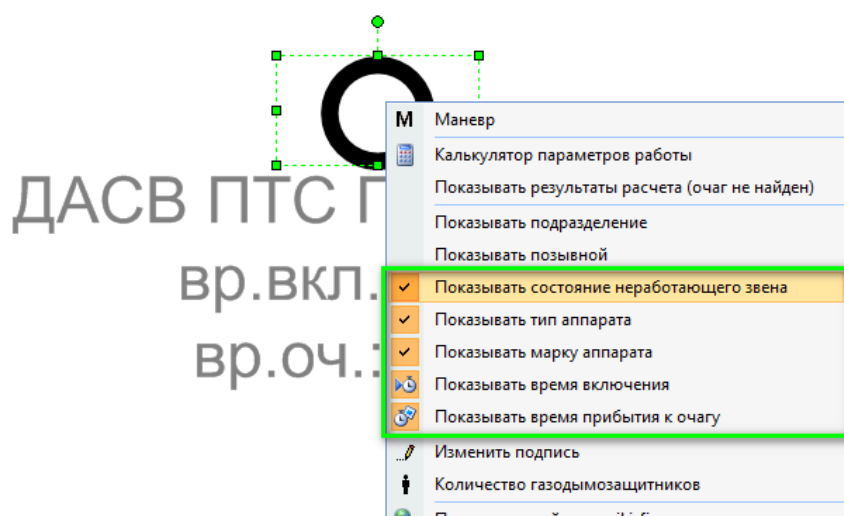 ДАСВ ПТС
вр.вкл.
вр.оч.:
М Маневр
Калькулятор параметров работы
Показывать результаты расчета (очаг не найден)
Показывать подразделение
Показывать позывной
Показывать состояние неработающего звена
Показывать тип аппарата
Показывать марку аппарата
Показывать время включения
Показывать время прибытия к очагу
Изменить подпись
Количество газодымозащитников